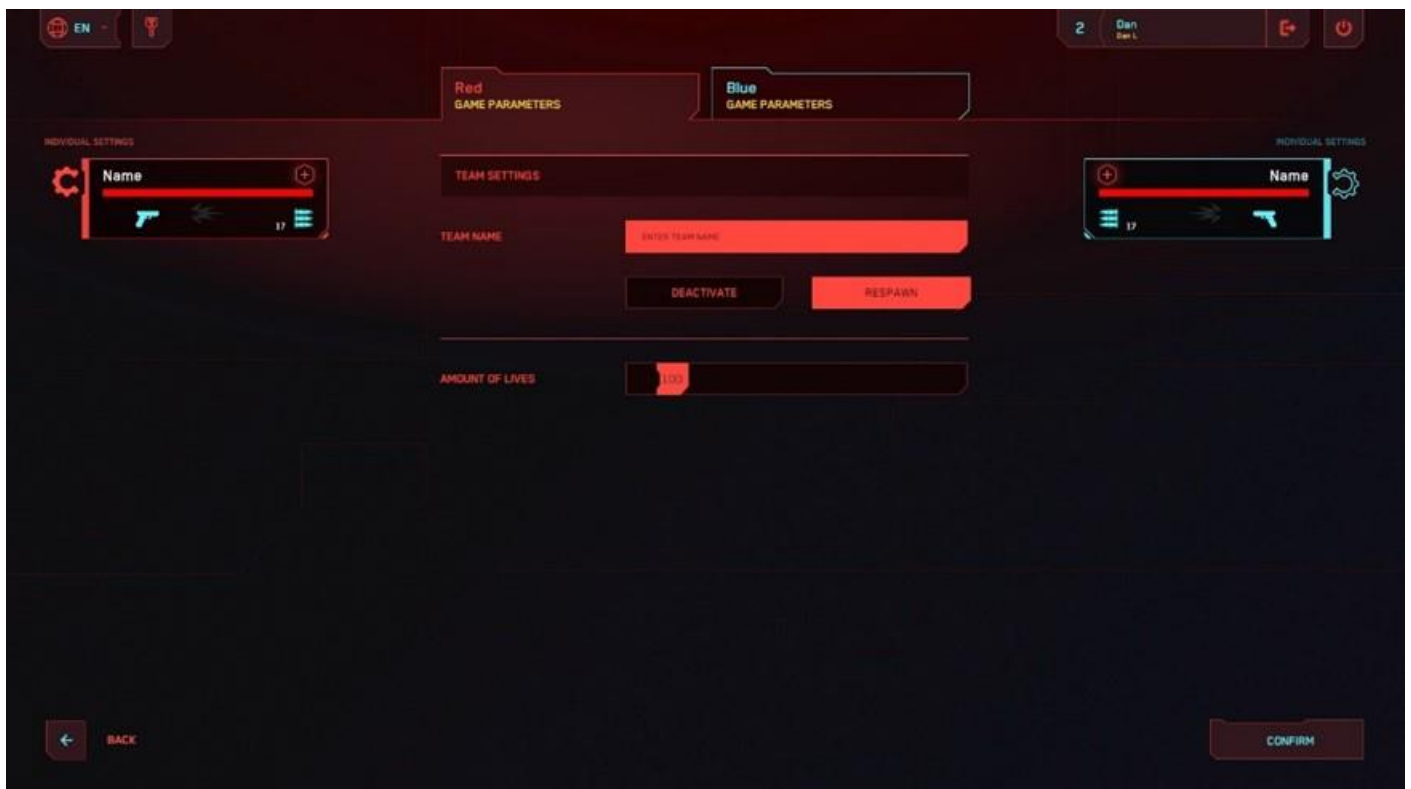 EN
2
Dan
Dan L
Red
GAME PARAMETERS
Blue
GAME PARAMETERS
INDIVIDUAL SETTINGS
INDIVIDUAL SETTINGS
Name
17
TEAM SETTINGS
Name
17
TEAM NAME
ENTER TEAM NAME
DEACTIVATE
RESPAWN
AMOUNT OF LIVES
100
BACK
CONFIRM